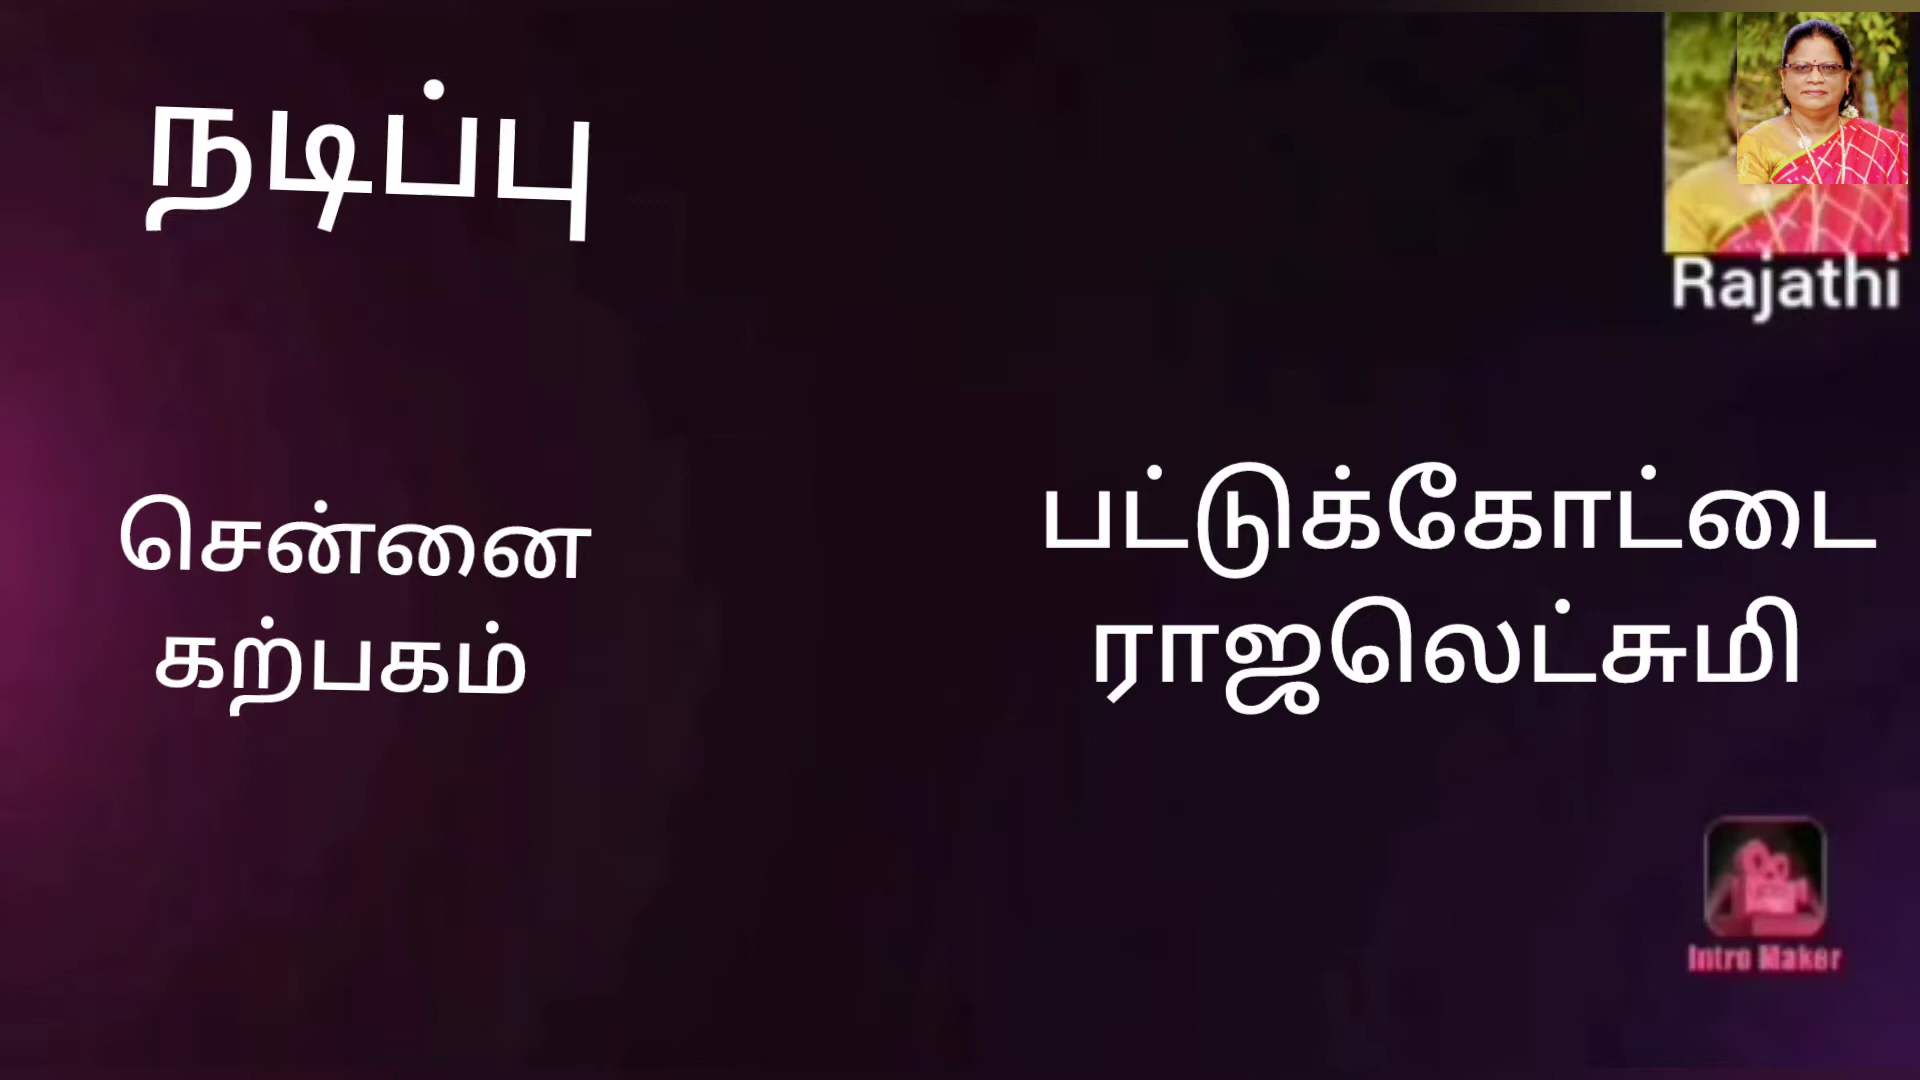 நடிப்பு
Rajathi
சென்னை
கற்பகம்
பட்டுக்கோட்டை
ராஜலெட்சுமி
Intro Maker